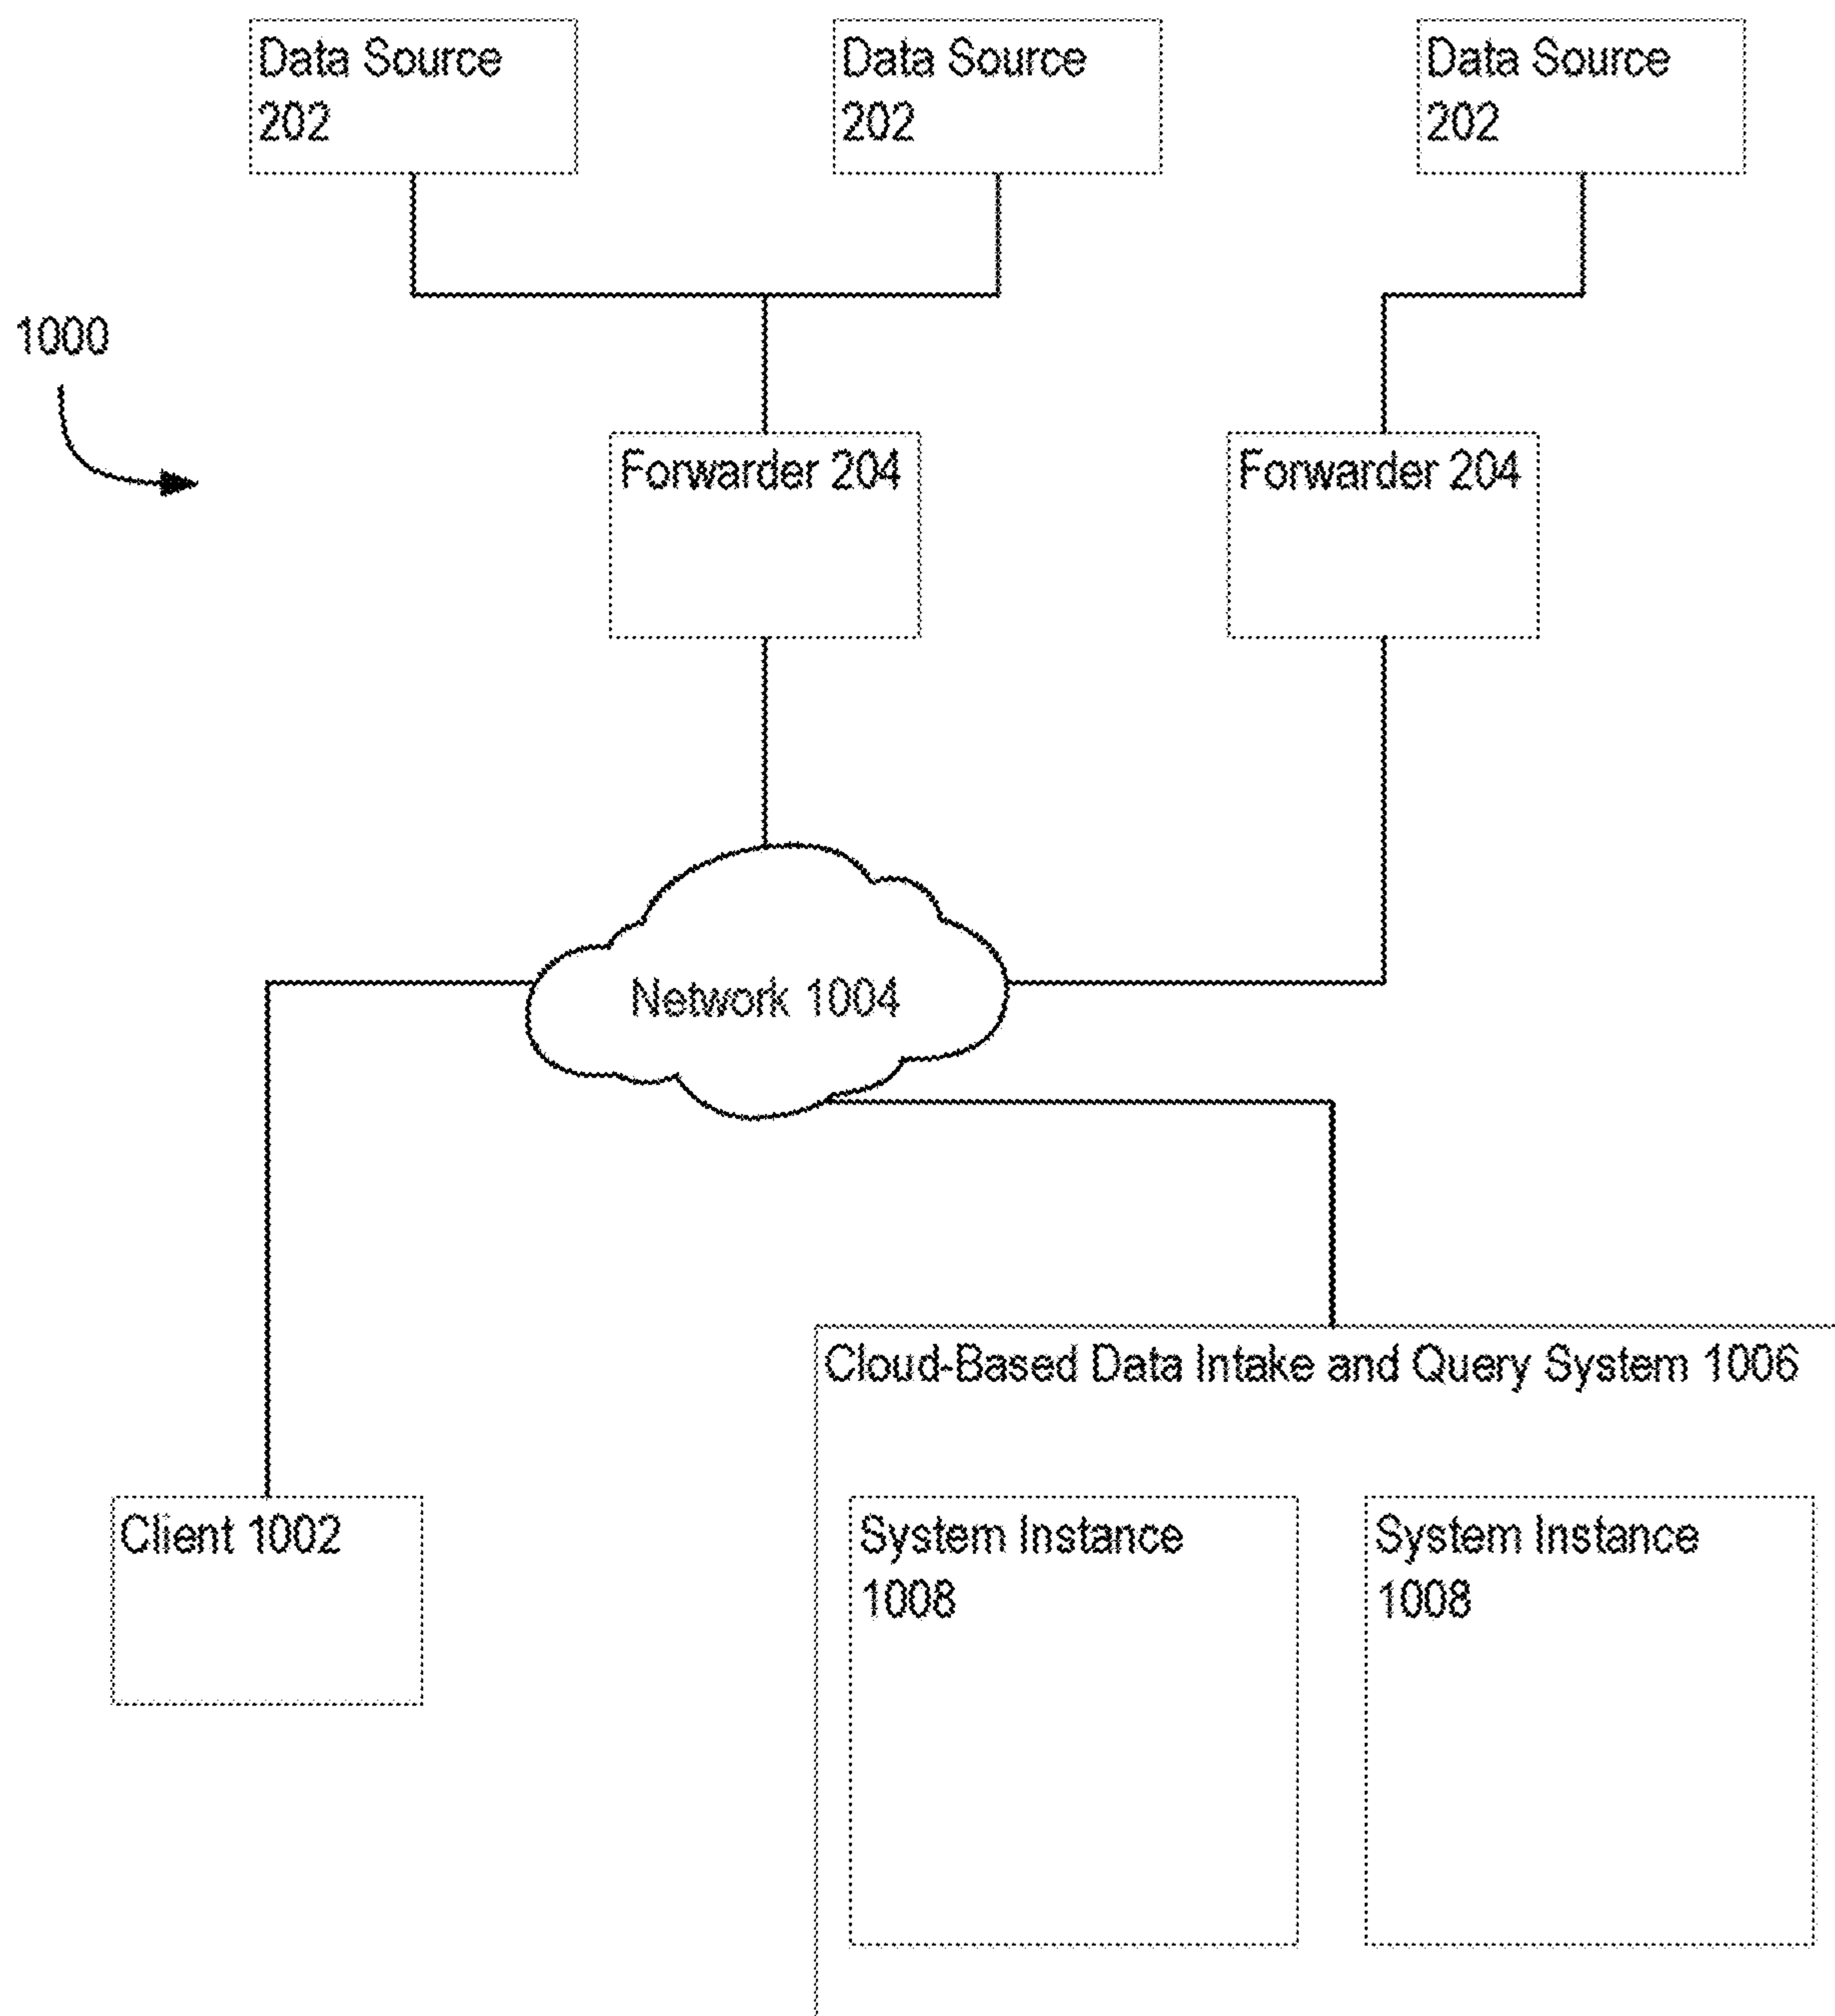 Data Source
202
Data Source
202
Data Source
202
1000
Forwarder 204
Forwarder 204
Network 1004
Cloud-Based Data Intake and Query System 1006
Client 1002
System Instance
1008
System Instance
1008